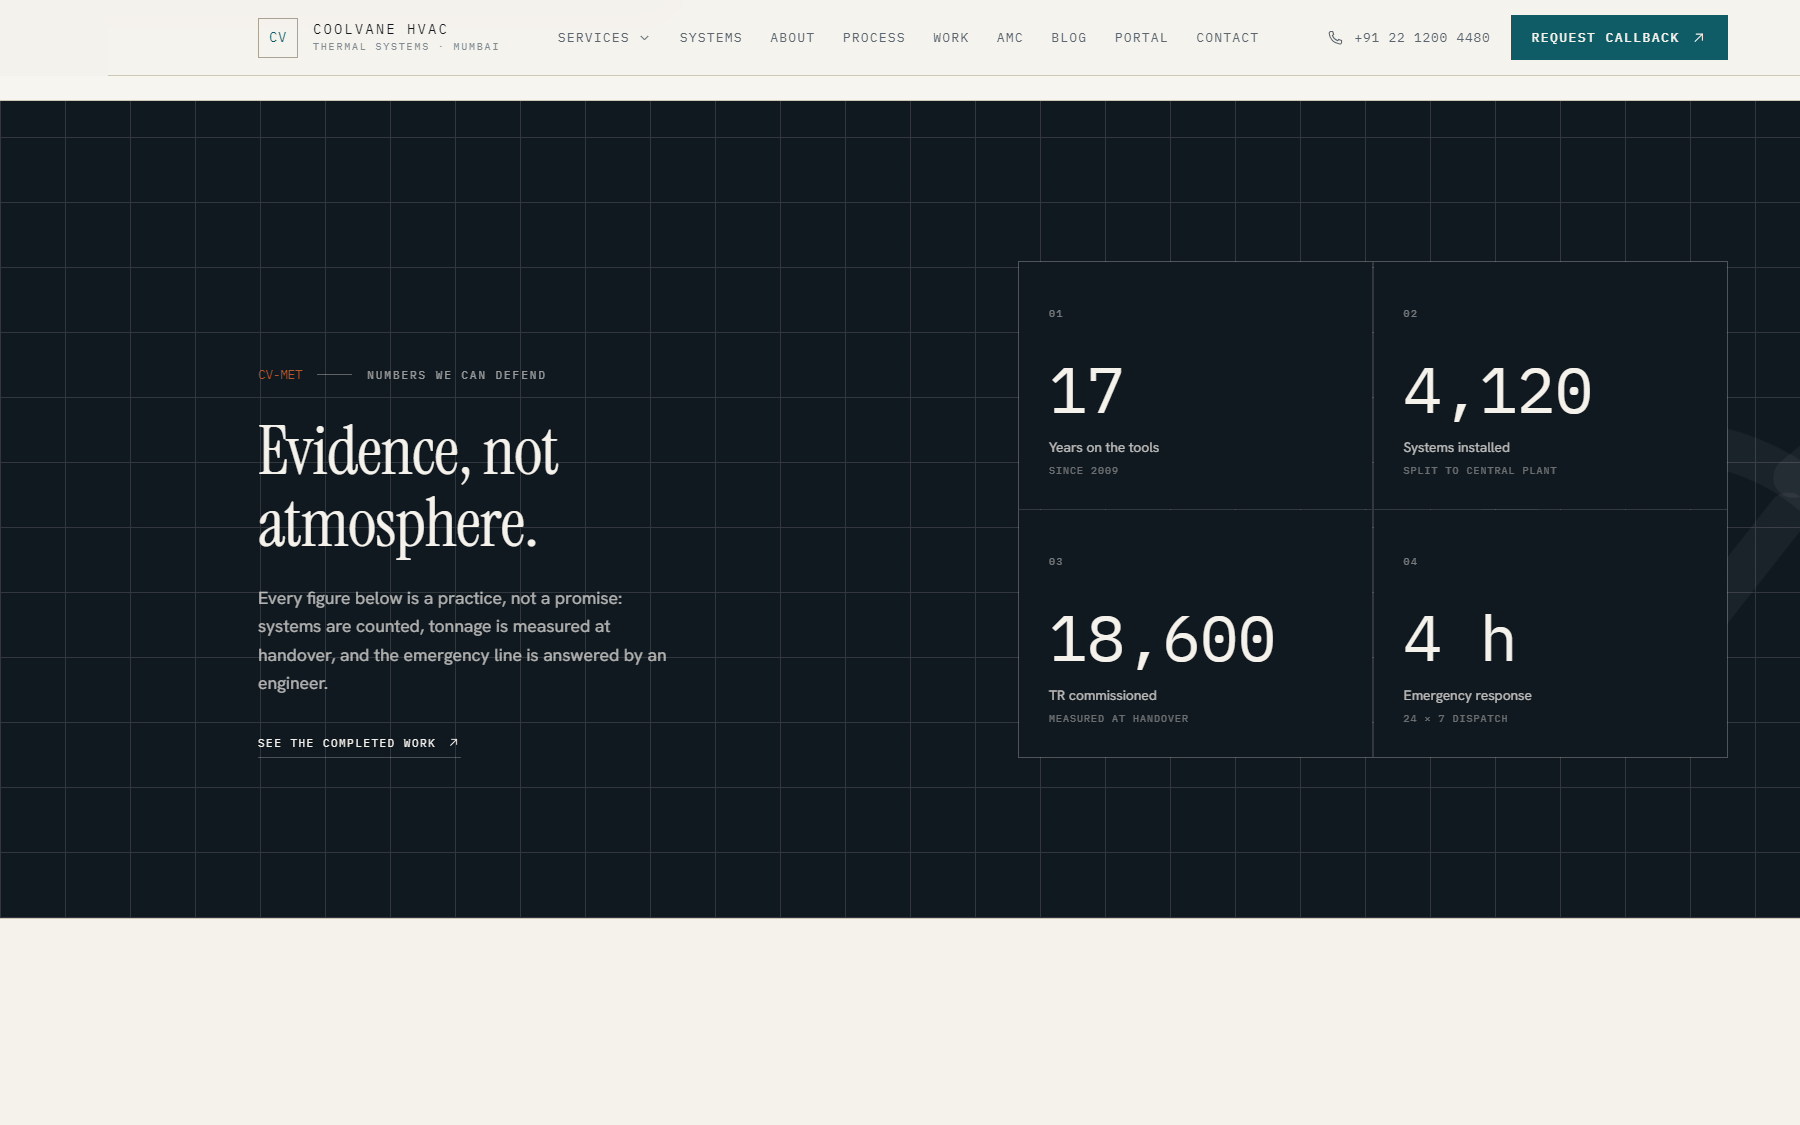 CV
COOLVANE HVAC
THERMAL SYSTEMS · MUMBAI
SERVICES
SYSTEMS
ABOUT
PROCESS
WORK
AMC
BLOG
PORTAL
CONTACT
+91 22 1200 4480
REQUEST CALLBACK
CV-MET
NUMBERS WE CAN DEFEND
Evidence, not
atmosphere.
Every figure below is a practice, not a promise:
systems are counted, tonnage is measured at
handover, and the emergency line is answered by an
engineer.
SEE THE COMPLETED WORK
01
17
Years on the tools
SINCE 2009
02
4,120
Systems installed
SPLIT TO CENTRAL PLANT
03
18,600
TR commissioned
MEASURED AT HANDOVER
04
4 h
Emergency response
24 × 7 DISPATCH